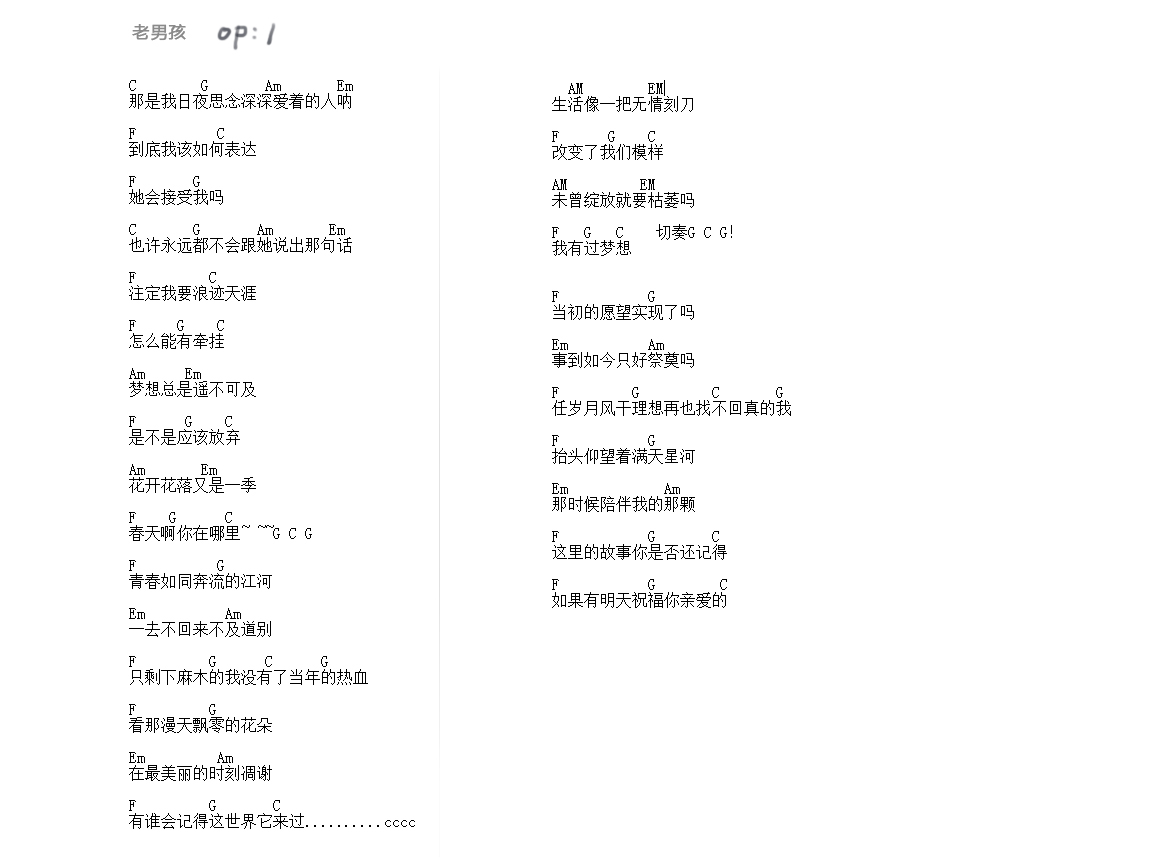 老男孩 op:1
C G Am Em
那是我日夜思念深深爱着的人呐
F C
到底我该如何表达
F G
她会接受我吗
C G Am Em
也许永远都不会跟她说出那句话
F C
注定我要浪迹天涯
F G C
怎么能有牵挂
Am Em
梦想总是遥不可及
F G C
是不是应该放弃
Am Em
花开花落又是一季
F G C
春天啊你在哪里~ ~~G C G
F G
青春如同奔流的江河
Em Am
一去不回来不及道别
F G C G
只剩下麻木的我没有了当年的热血
F G
看那漫天飘零的花朵
Em Am
在最美丽的时刻凋谢
F G C
有谁会记得这世界它来过..........cccc
AM EM
生活像一把无情刻刀
F G C
改变了我们模样
AM EM
未曾绽放就要枯萎吗
F G C 切奏G C G!
我有过梦想
F G
当初的愿望实现了吗
Em Am
事到如今只好祭奠吗
F G C G
任岁月风干理想再也找不回真的我
F G
抬头仰望着满天星河
Em Am
那时候陪伴我的那颗
F G C
这里的故事你是否还记得
F G C
如果有明天祝福你亲爱的